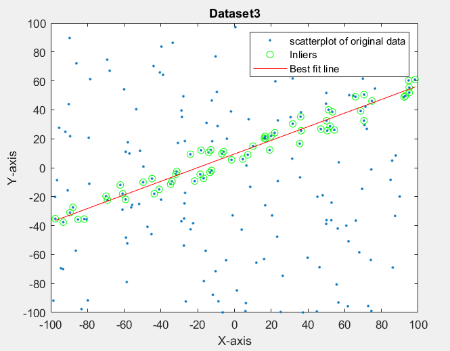 Dataset3
scatterplot of original data
Inliers
Best fit line
100
80
60
40
20
0
-20
-40
-60
-80
-100
Y-axis
-100 -80 -60 -40 -20 0 20 40 60 80 100
X-axis